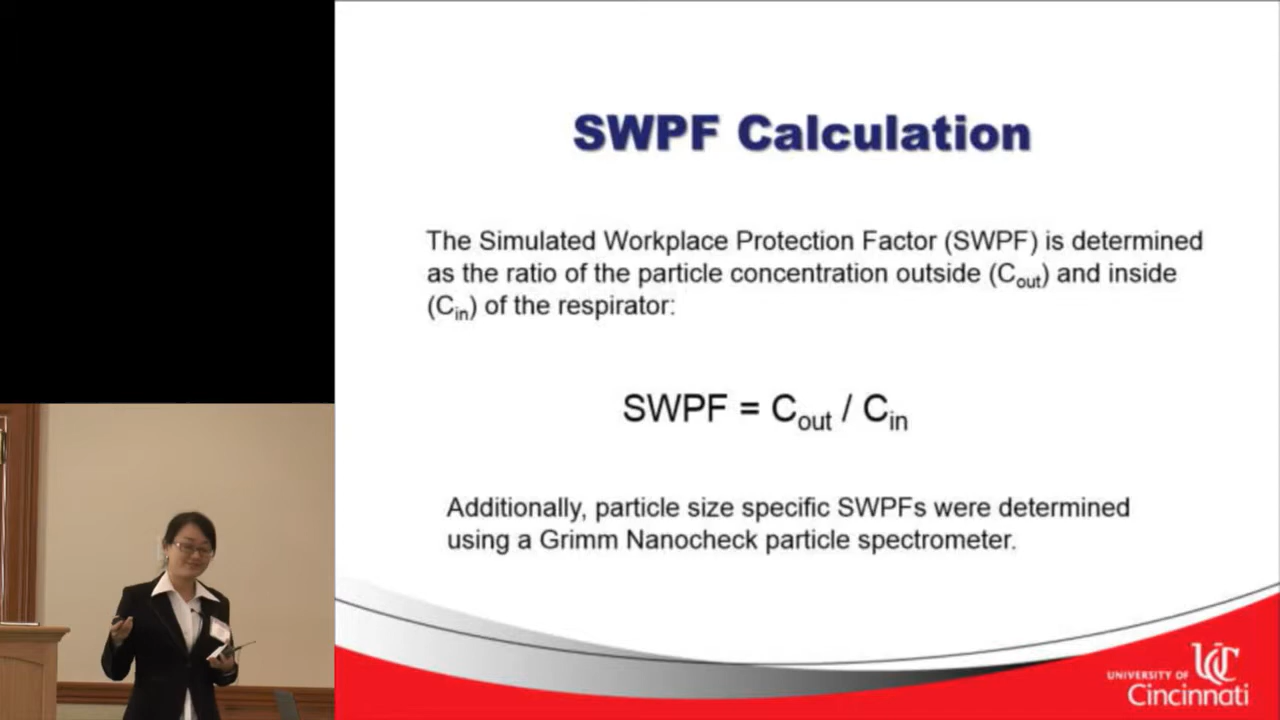 SWPF Calculation
The Simulated Workplace Protection Factor (SWPF) is determined
as the ratio of the particle concentration outside (Cout) and inside
(Cin) of the respirator:
SWPF = Cout / Cin
Additionally, particle size specific SWPFs were determined
using a Grimm Nanocheck particle spectrometer.
UC
UNIVERSITY OF
Cincinnati